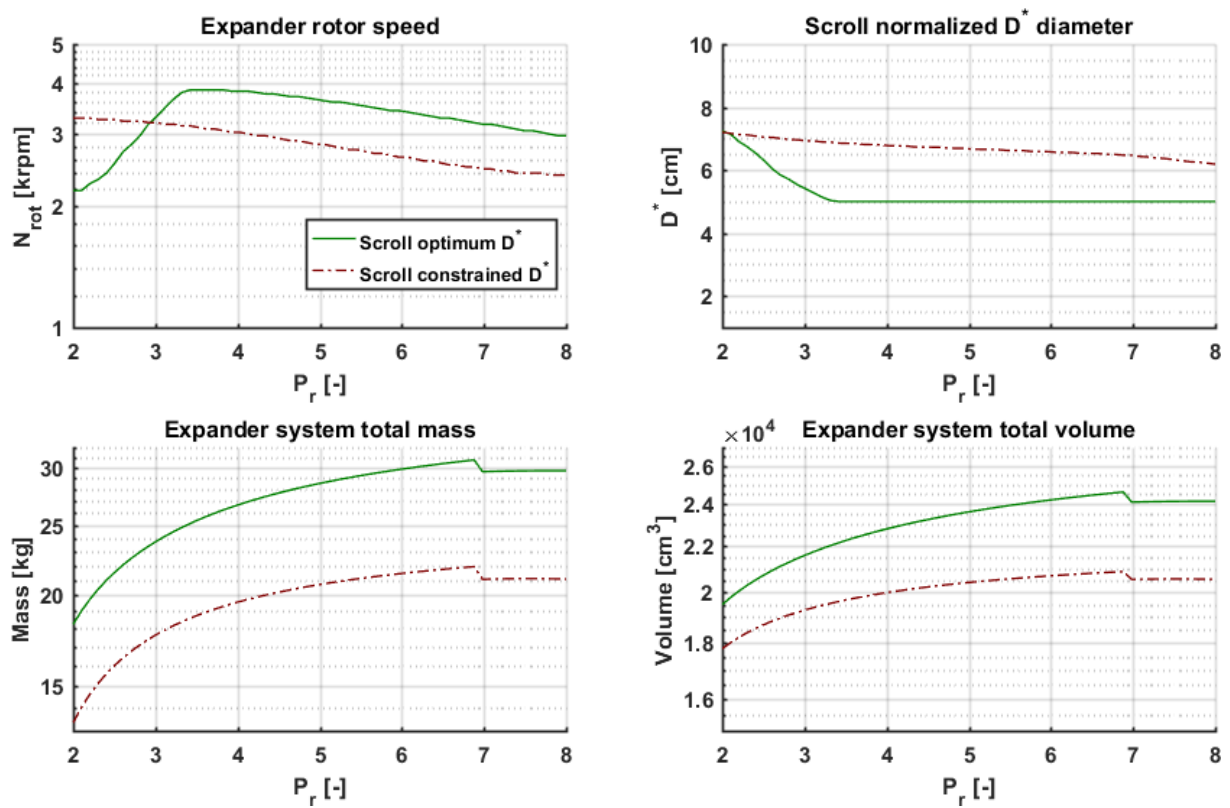 Expander rotor speed
5
4
3
2
1
N_rot [krpm]
Scroll optimum D^*
Scroll constrained D^*
2 3 4 5 6 7 8
P_r [-]
Scroll normalized D^* diameter
10
8
6
4
2
D^* [cm]
2 3 4 5 6 7 8
P_r [-]
Expander system total mass
30
25
20
15
Mass [kg]
2 3 4 5 6 7 8
P_r [-]
× 10^4 Expander system total volume
2.6
2.4
2.2
2
1.8
1.6
Volume [cm^3]
2 3 4 5 6 7 8
P_r [-]